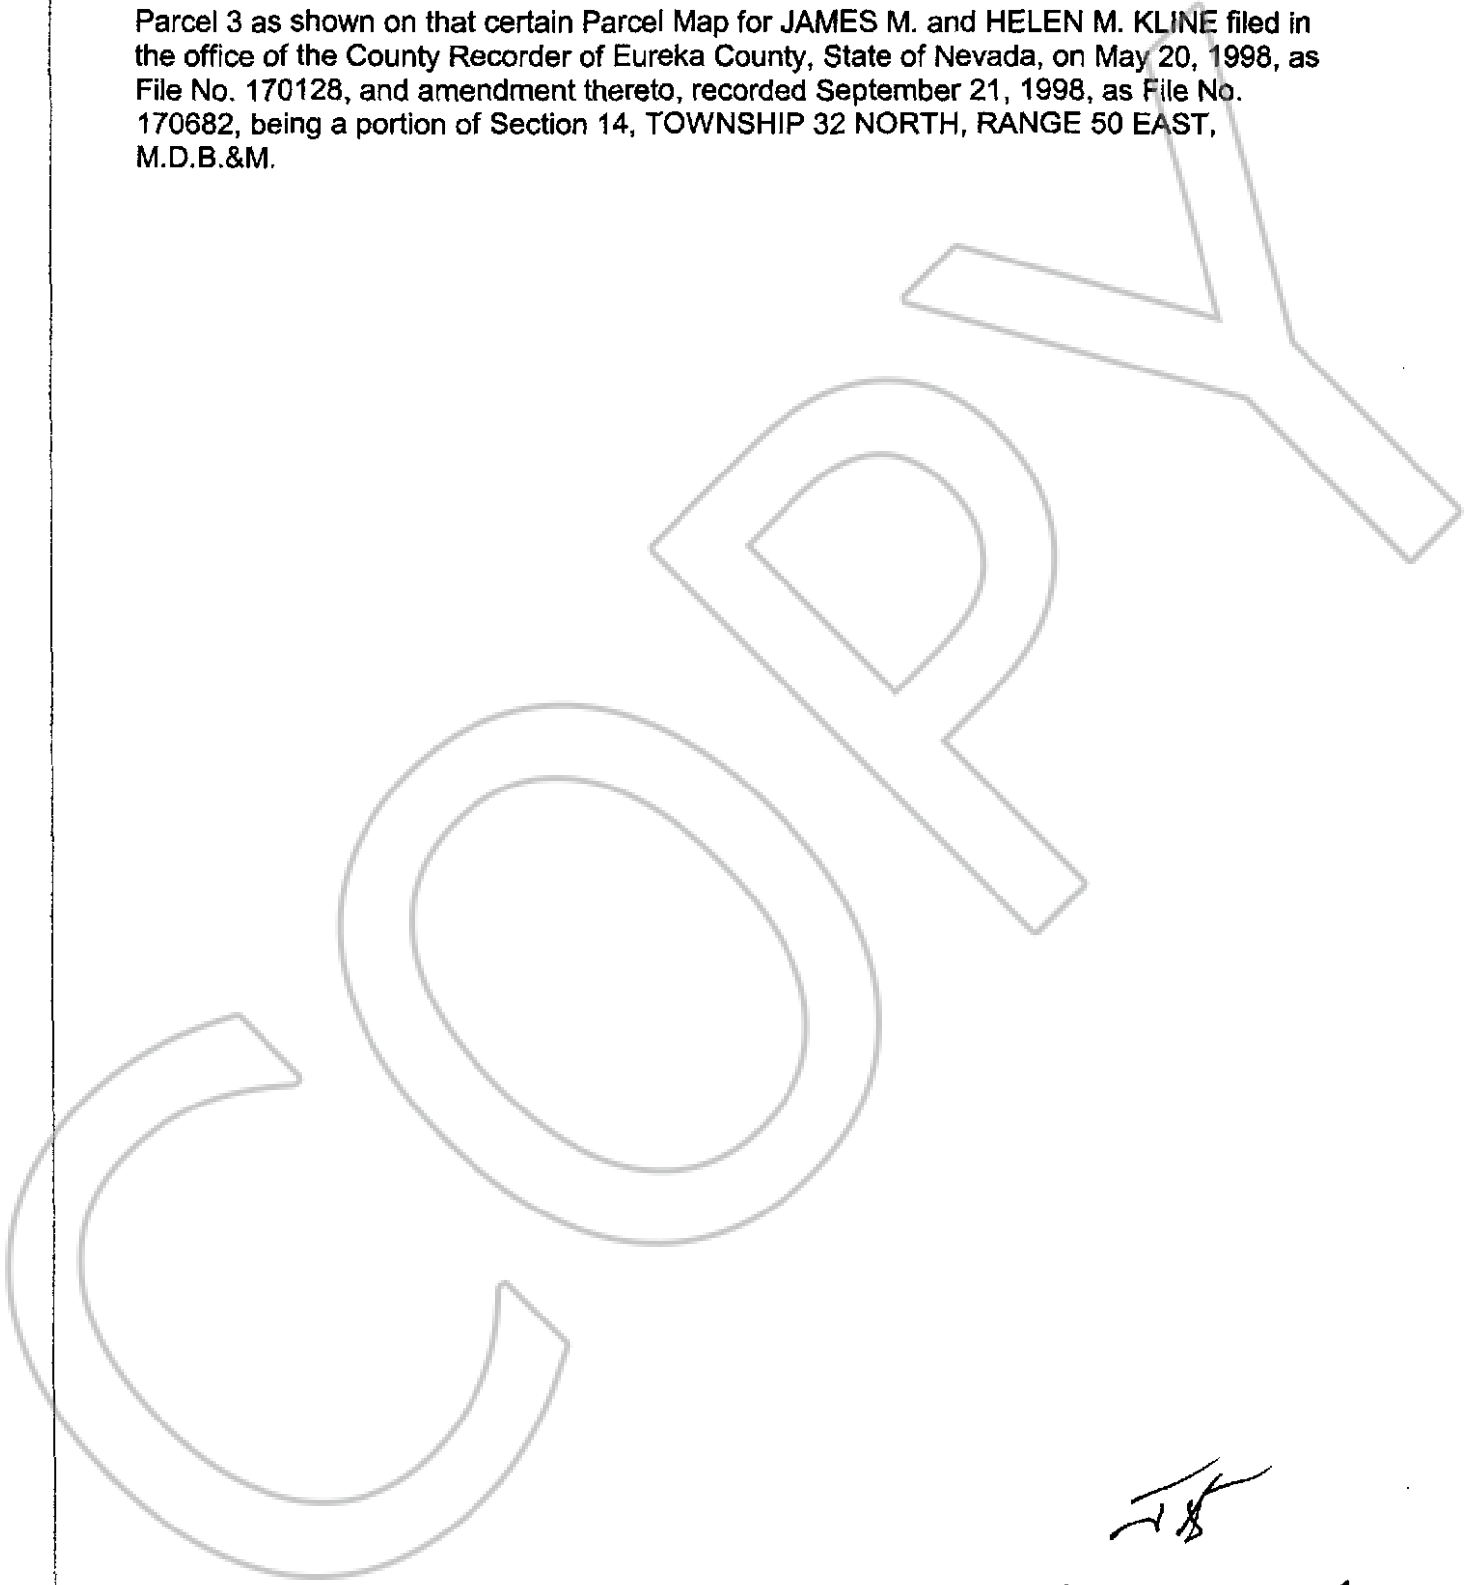 Parcel 3 as shown on that certain Parcel Map for JAMES M. and HELEN M. KLINE filed in
the office of the County Recorder of Eureka County, State of Nevada, on May 20, 1998, as
File No. 170128, and amendment thereto, recorded September 21, 1998, as File No.
170682, being a portion of Section 14, TOWNSHIP 32 NORTH, RANGE 50 EAST,
M.D.B.&M.
COPY